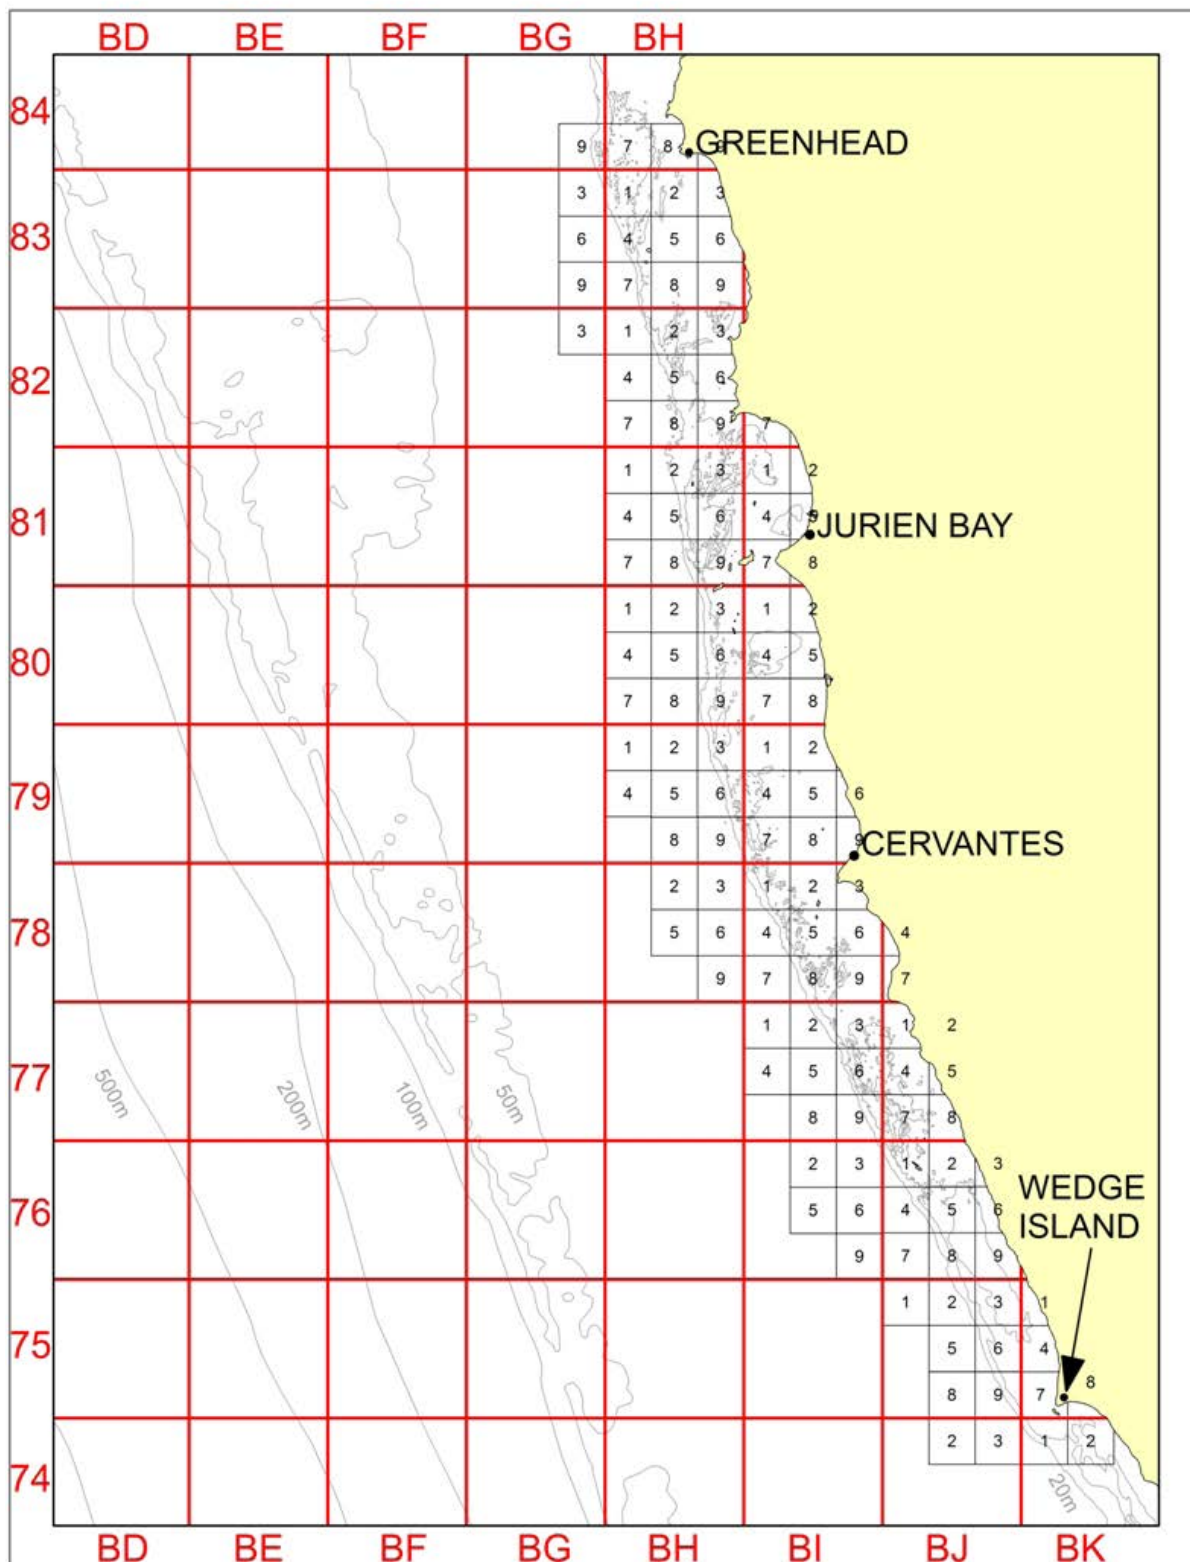 BD BE BF BG BH
84
9 7 8 9 GREENHEAD
3 1 2 3
83
6 4 5 6
9 7 8 9
3 1 2 3
82
4 5 6
7 8 9 7
1 2 3 1 2
81
4 5 6 4 5
JURIEN BAY
7 8 9 7 8
1 2 3 1 2
80
4 5 6 4 5
7 8 9 7 8
1 2 3 1 2
79
4 5 6 4 5 6
8 9 7 8 9 CERVANTES
2 3 1 2 3
78
5 6 4 5 6 4
9 7 8 9 7
1 2 3 1 2
77
4 5 6 4 5
500m 200m 100m 50m
8 9 7 8
2 3 1 2 3
WEDGE
ISLAND
76
5 6 4 5 6
9 7 8 9
1 2 3 1
75
5 6 4
8 9 7 8
2 3 1 2
74
20m
BD BE BF BG BH BI BJ BK